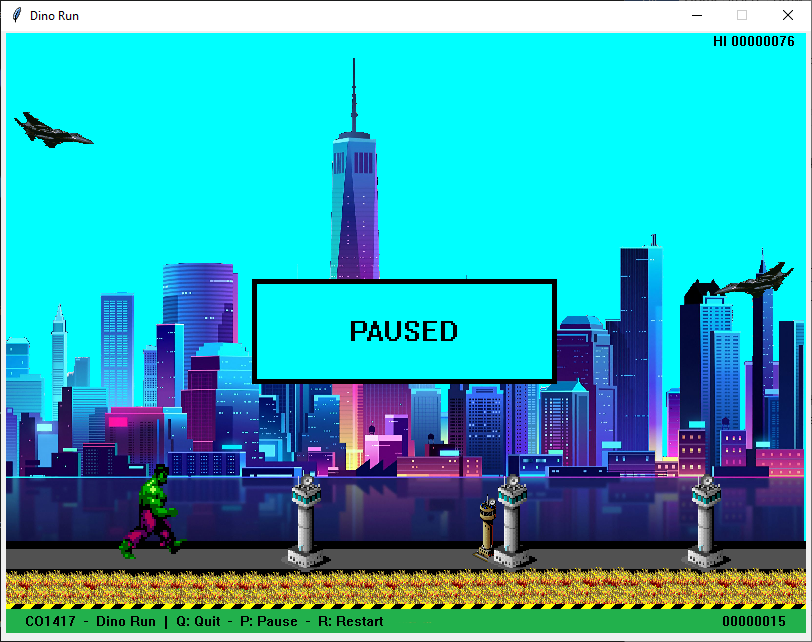 Dino Run
HI 00000076
PAUSED
CO1417 - Dino Run | Q: Quit - P: Pause - R: Restart
00000015